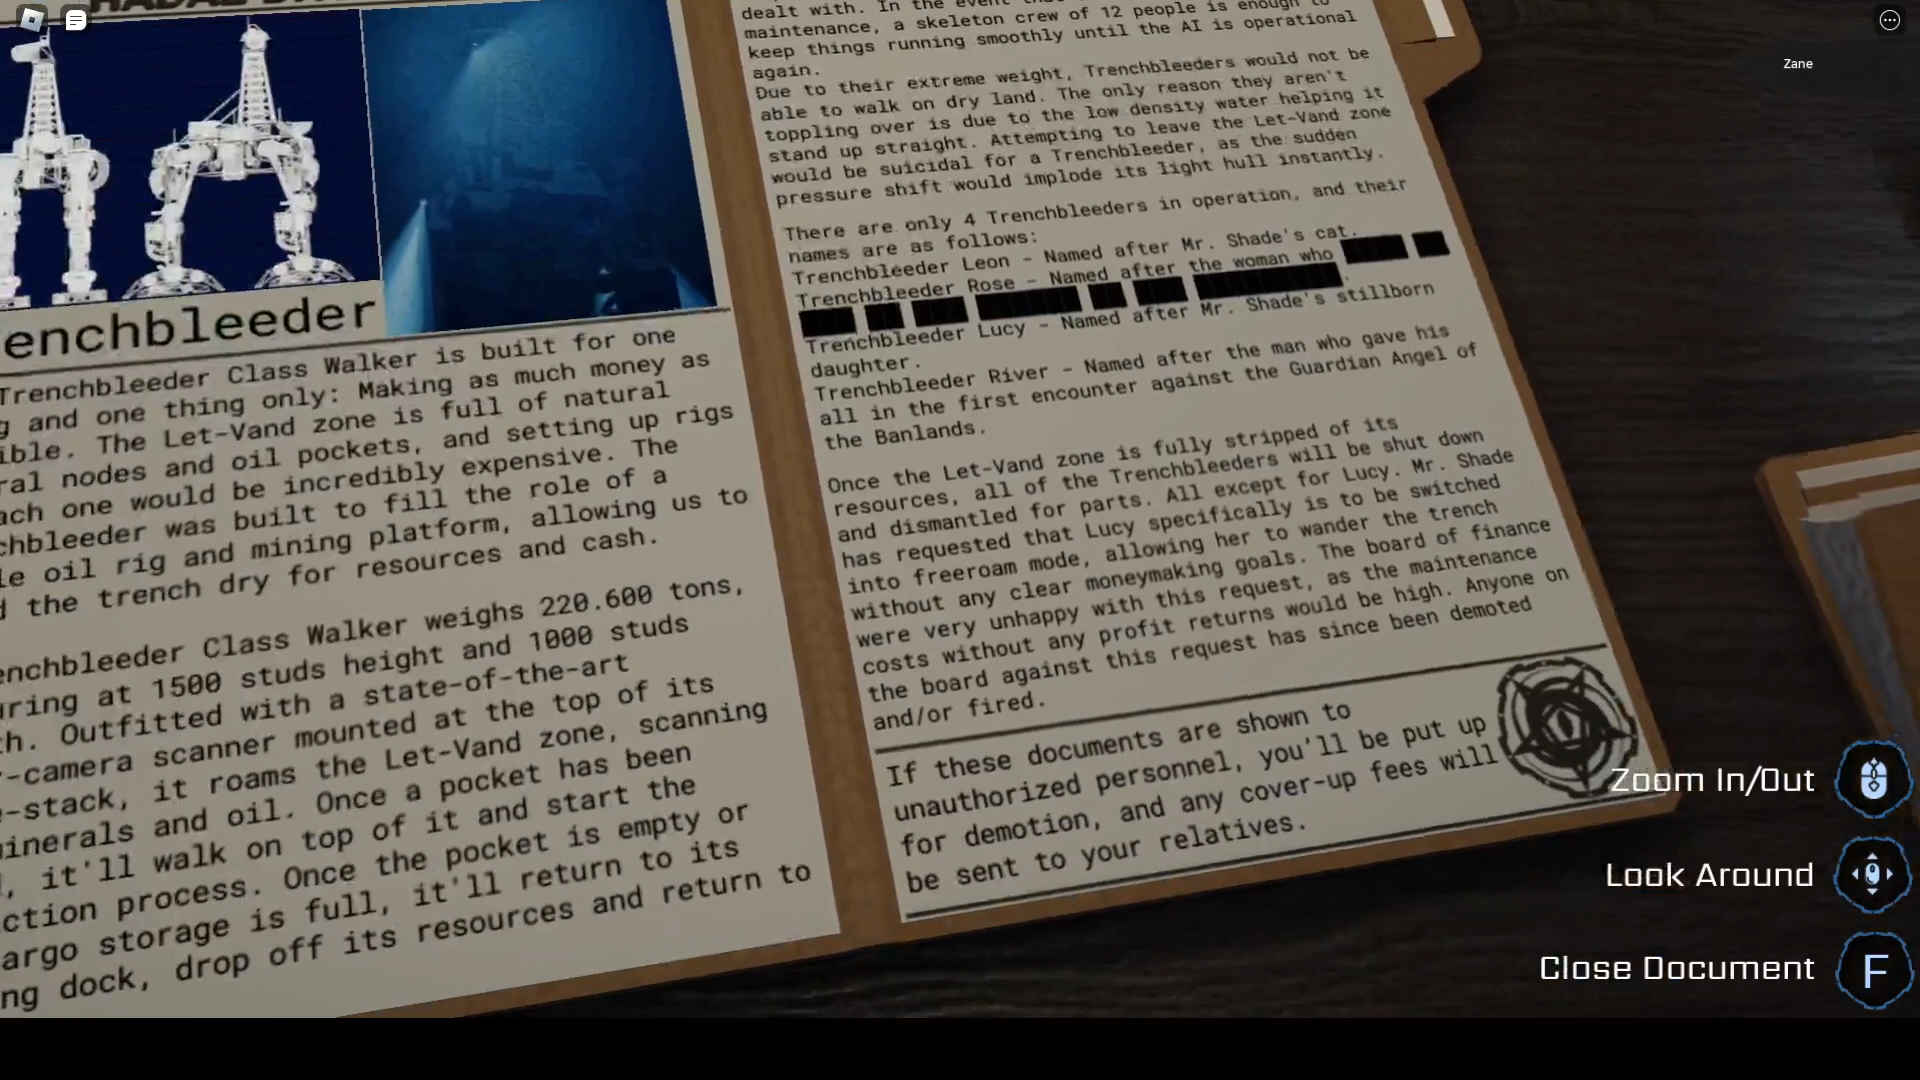 Zane
enchbleeder
Trenchbleeder Class Walker is built for one
and one thing only: Making as much money as
The Let-Vand zone is full of natural
nodes and oil pockets, and setting up rigs
one would be incredibly expensive. The
was built to fill the role of a
oil rig and mining platform, allowing us to
the trench dry for resources and cash.
Class Walker weighs 220.600 tons,
at 1500 studs height and 1000 studs
Outfitted with a state-of-the-art
-camera scanner mounted at the top of its
-stack, it roams the Let-Vand zone, scanning
and oil. Once a pocket has been
it'll walk on top of it and start the
process. Once the pocket is empty or
storage is full, it'll return to its
dock, drop off its resources and return to
dealt with. In the event
maintenance, a skeleton crew of 12 people is enough to
keep things running smoothly until the AI is operational
again.
Due to their extreme weight, Trenchbleeders would not be
able to walk on dry land. The only reason they aren't
toppling over is due to the low density water helping it
stand up straight. Attempting to leave the Let-Vand zone
would be suicidal for a Trenchbleeder, as the sudden
pressure shift would implode its light hull instantly.
There are only 4 Trenchbleeders in operation, and their
names are as follows:
Trenchbleeder Leon - Named after Mr. Shade's cat.
Trenchbleeder Rose - Named after the woman who
Trenchbleeder Lucy - Named after Mr. Shade's stillborn
daughter.
Trenchbleeder River - Named after the man who gave his
all in the first encounter against the Guardian Angel of
the Banlands.
Once the Let-Vand zone is fully stripped of its
resources, all of the Trenchbleeders will be shut down
and dismantled for parts. All except for Lucy. Mr. Shade
has requested that Lucy specifically is to be switched
into freeroam mode, allowing her to wander the trench
without any clear moneymaking goals. The board of finance
were very unhappy with this request, as the maintenance
costs without any profit returns would be high. Anyone on
the board against this request has since been demoted
and/or fired.
If these documents are shown to
unauthorized personnel, you'll be put up
for demotion, and any cover-up fees will
be sent to your relatives.
Zoom In/Out
Look Around
Close Document F